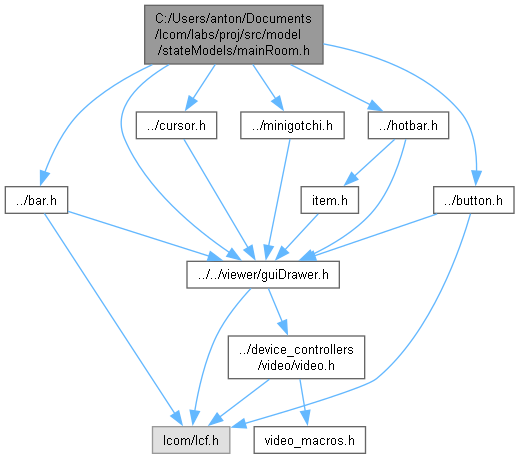 C:/Users/anton/Documents
/lcom/labs/proj/src/model
/stateModels/mainRoom.h
../cursor.h
../minigotchi.h
../hotbar.h
../bar.h
item.h
../button.h
../../viewer/guiDrawer.h
../device_controllers
/video/video.h
lcom/lcf.h
video_macros.h